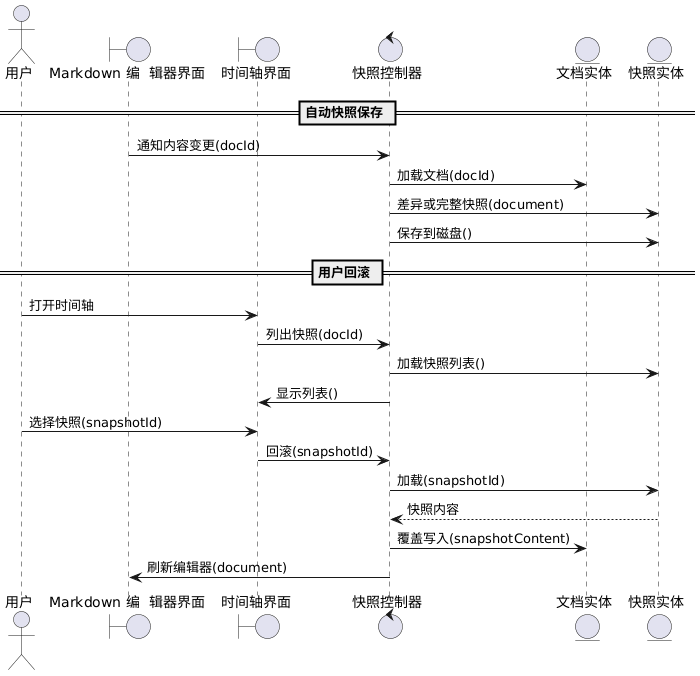 用户
Markdown 编 辑器界面
时间轴界面
快照控制器
文档实体
快照实体
自动快照保存
通知内容变更(docId)
加载文档(docId)
差异或完整快照(document)
保存到磁盘()
用户回滚
打开时间轴
列出快照(docId)
加载快照列表()
显示列表()
选择快照(snapshotId)
回滚(snapshotId)
加载(snapshotId)
快照内容
覆盖写入(snapshotContent)
刷新编辑器(document)
用户
Markdown 编 辑器界面
时间轴界面
快照控制器
文档实体
快照实体